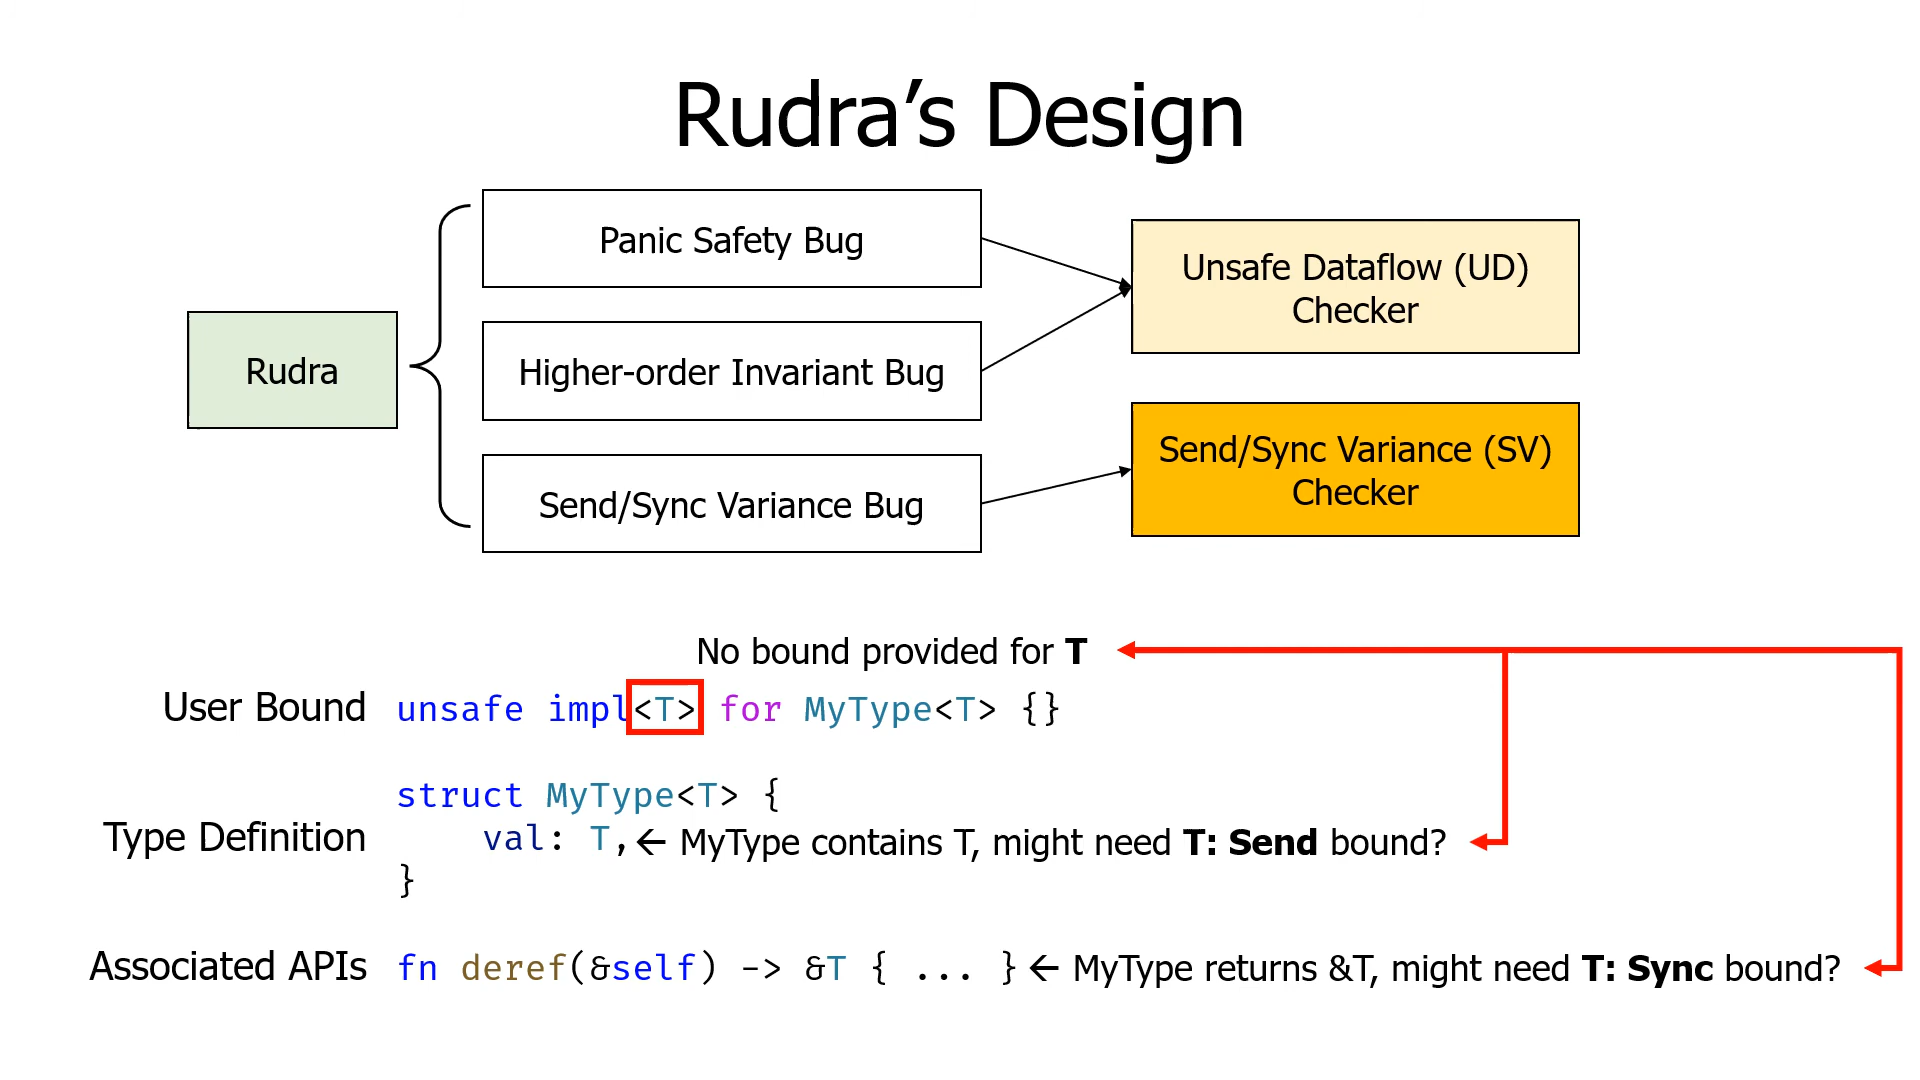 Rudra’s Design
Panic Safety Bug
Unsafe Dataflow (UD)
Checker
Rudra
Higher-order Invariant Bug
Send/Sync Variance (SV)
Checker
Send/Sync Variance Bug
No bound provided for T
User Bound unsafe impl<T> for MyType<T> {}
struct MyType<T> {
Type Definition val: T, ← MyType contains T, might need T: Send bound?
}
Associated APIs fn deref(&self) -> &T { ... } ← MyType returns &T, might need T: Sync bound?